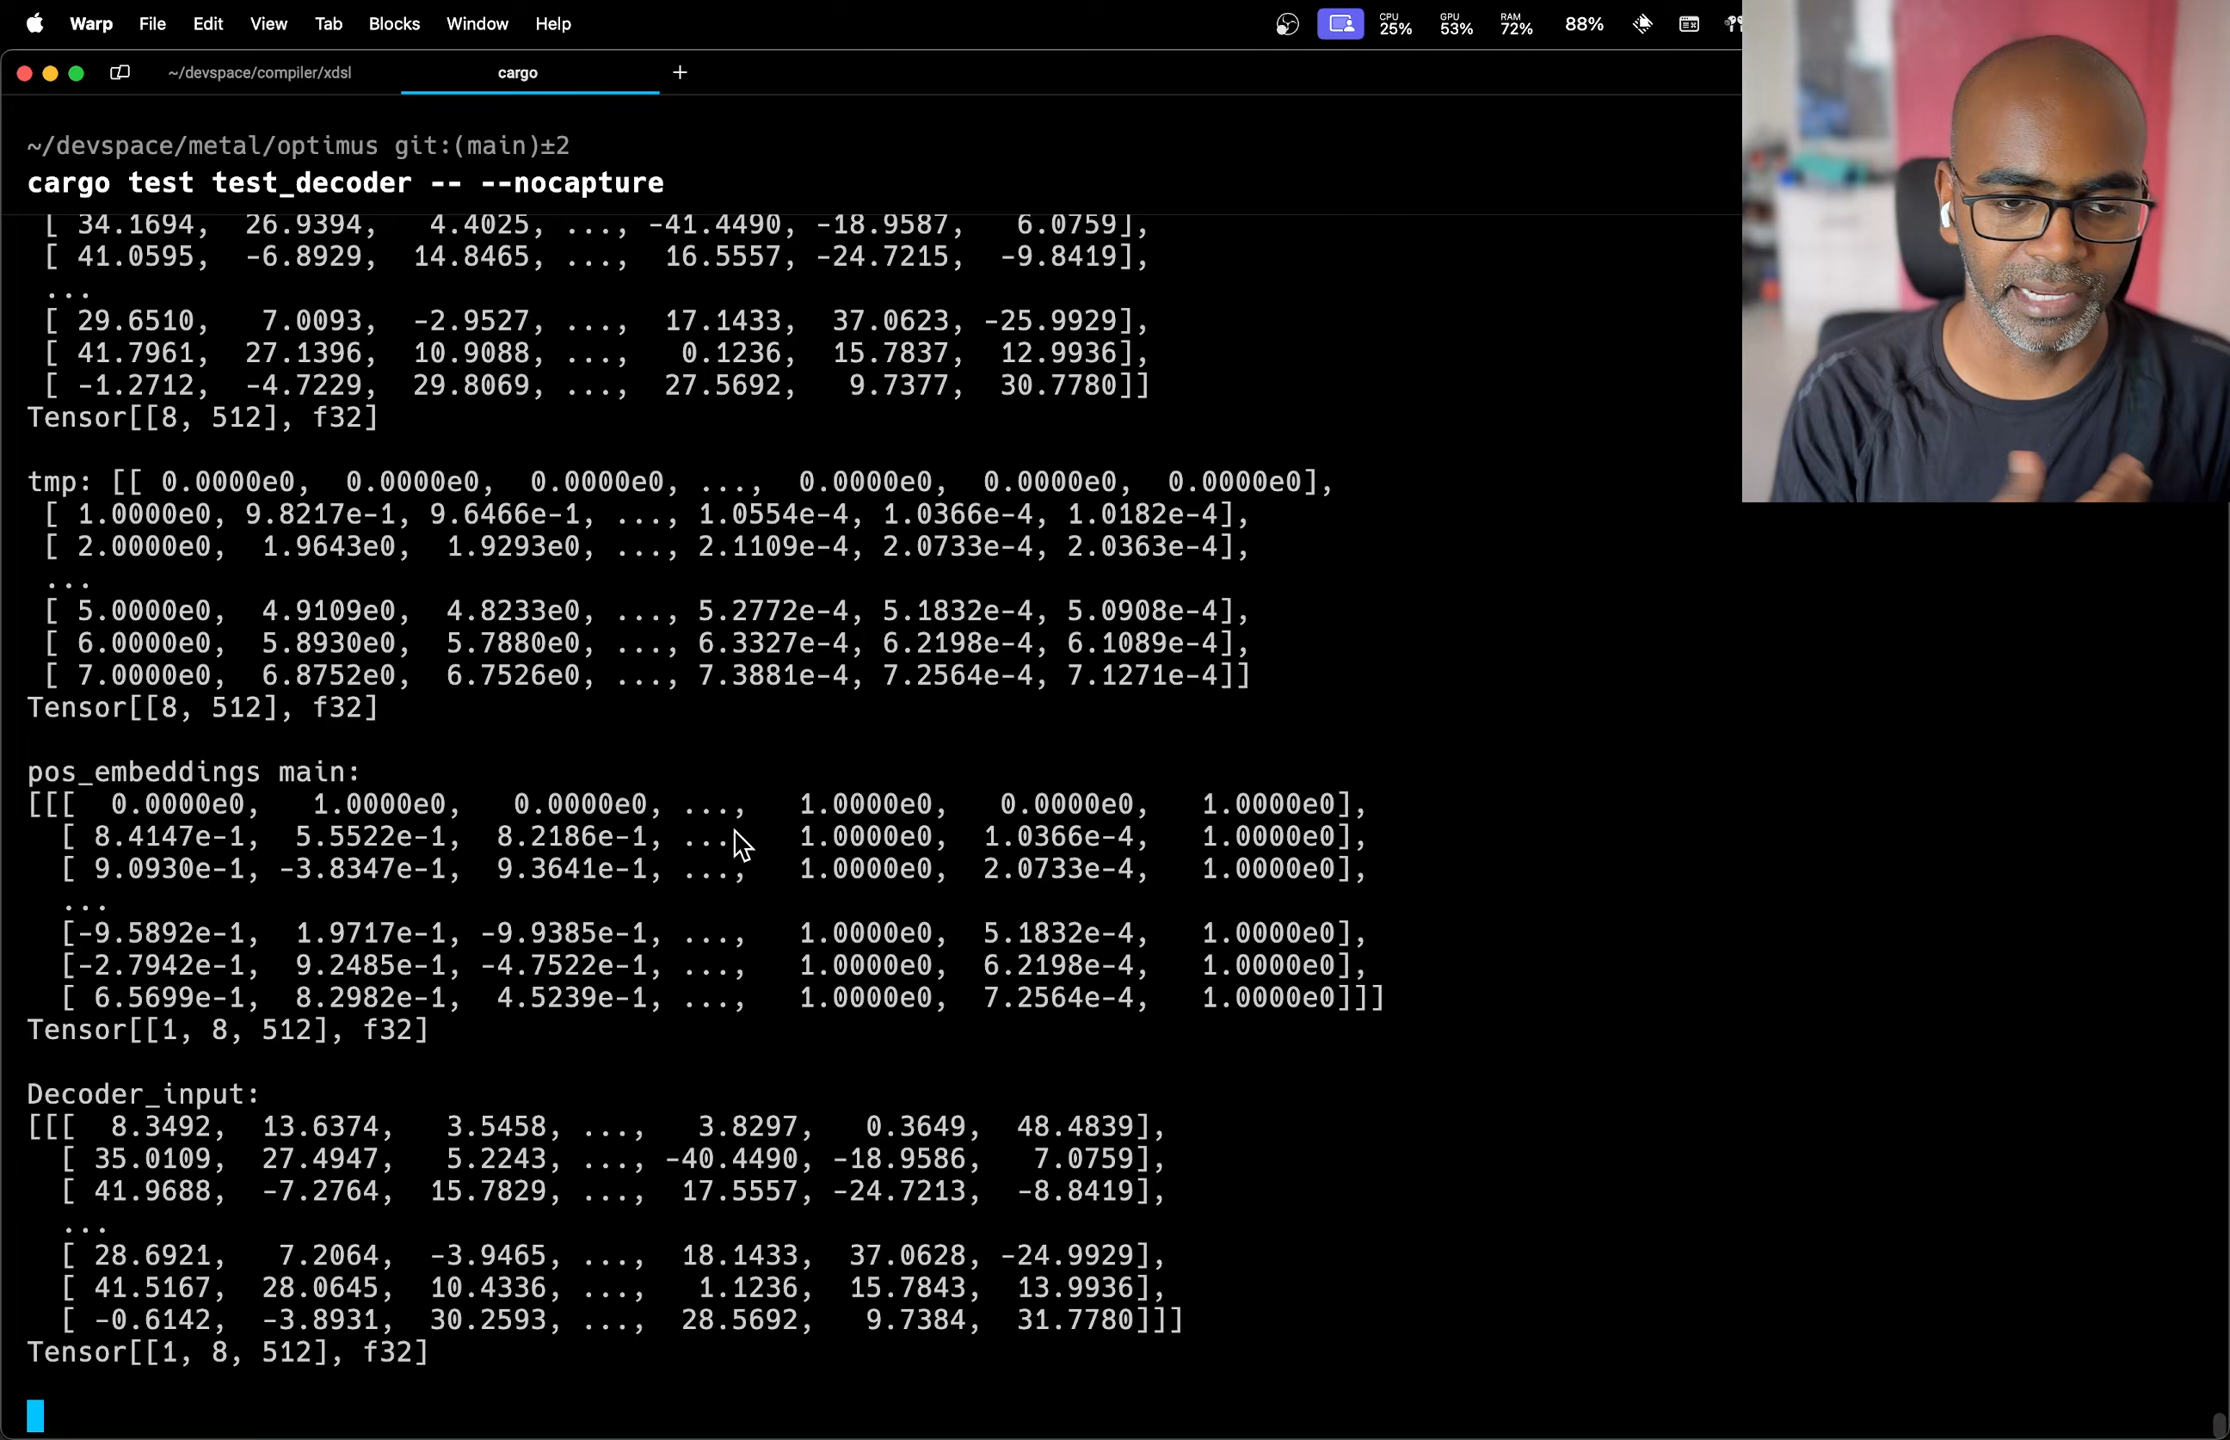 Warp File Edit View Tab Blocks Window Help CPU 25% GPU 53% RAM 72% 88%
~/devspace/compiler/xdsl cargo +
~/devspace/metal/optimus git:(main)±2
cargo test test_decoder -- --nocapture
[ 34.1694, 26.9394, 4.4025, ..., -41.4490, -18.9587, 6.0759],
[ 41.0595, -6.8929, 14.8465, ..., 16.5557, -24.7215, -9.8419],
...
[ 29.6510, 7.0093, -2.9527, ..., 17.1433, 37.0623, -25.9929],
[ 41.7961, 27.1396, 10.9088, ..., 0.1236, 15.7837, 12.9936],
[ -1.2712, -4.7229, 29.8069, ..., 27.5692, 9.7377, 30.7780]]
Tensor[[8, 512], f32]
tmp: [[ 0.0000e0, 0.0000e0, 0.0000e0, ..., 0.0000e0, 0.0000e0, 0.0000e0],
[ 1.0000e0, 9.8217e-1, 9.6466e-1, ..., 1.0554e-4, 1.0366e-4, 1.0182e-4],
[ 2.0000e0, 1.9643e0, 1.9293e0, ..., 2.1109e-4, 2.0733e-4, 2.0363e-4],
...
[ 5.0000e0, 4.9109e0, 4.8233e0, ..., 5.2772e-4, 5.1832e-4, 5.0908e-4],
[ 6.0000e0, 5.8930e0, 5.7880e0, ..., 6.3327e-4, 6.2198e-4, 6.1089e-4],
[ 7.0000e0, 6.8752e0, 6.7526e0, ..., 7.3881e-4, 7.2564e-4, 7.1271e-4]]
Tensor[[8, 512], f32]
pos_embeddings main:
[[[ 0.0000e0, 1.0000e0, 0.0000e0, ..., 1.0000e0, 0.0000e0, 1.0000e0],
[ 8.4147e-1, 5.5522e-1, 8.2186e-1, ..., 1.0000e0, 1.0366e-4, 1.0000e0],
[ 9.0930e-1, -3.8347e-1, 9.3641e-1, ..., 1.0000e0, 2.0733e-4, 1.0000e0],
...
[-9.5892e-1, 1.9717e-1, -9.9385e-1, ..., 1.0000e0, 5.1832e-4, 1.0000e0],
[-2.7942e-1, 9.2485e-1, -4.7522e-1, ..., 1.0000e0, 6.2198e-4, 1.0000e0],
[ 6.5699e-1, 8.2982e-1, 4.5239e-1, ..., 1.0000e0, 7.2564e-4, 1.0000e0]]]
Tensor[[1, 8, 512], f32]
Decoder_input:
[[[ 8.3492, 13.6374, 3.5458, ..., 3.8297, 0.3649, 48.4839],
[ 35.0109, 27.4947, 5.2243, ..., -40.4490, -18.9586, 7.0759],
[ 41.9688, -7.2764, 15.7829, ..., 17.5557, -24.7213, -8.8419],
...
[ 28.6921, 7.2064, -3.9465, ..., 18.1433, 37.0628, -24.9929],
[ 41.5167, 28.0645, 10.4336, ..., 1.1236, 15.7843, 13.9936],
[ -0.6142, -3.8931, 30.2593, ..., 28.5692, 9.7384, 31.7780]]]
Tensor[[1, 8, 512], f32]